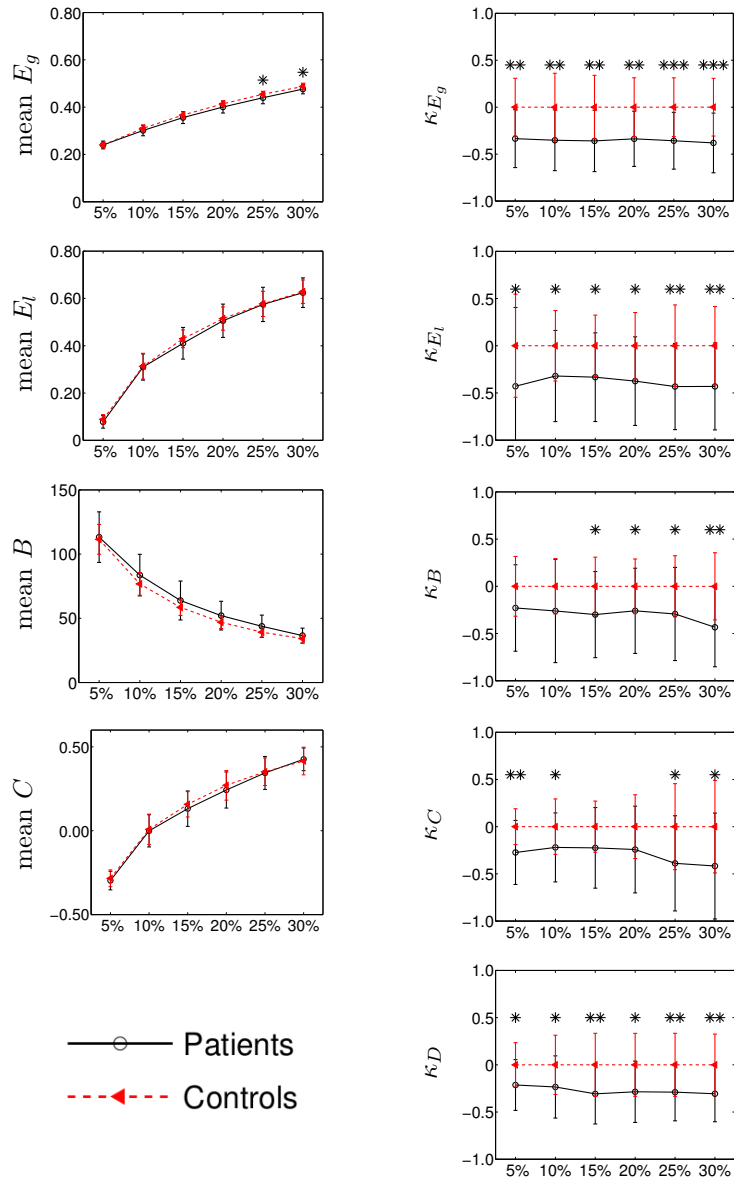 mean E_g
0.80
0.60
0.40
0.20
0
* *
5% 10% 15% 20% 25% 30%
κ_{E_g}
1.0
0.5
0
−0.5
−1.0
** ** ** ** *** ***
5% 10% 15% 20% 25% 30%
mean E_l
0.80
0.60
0.40
0.20
0
5% 10% 15% 20% 25% 30%
κ_{E_l}
1.0
0.5
0
−0.5
−1.0
* * * * ** **
5% 10% 15% 20% 25% 30%
mean B
150
100
50
0
5% 10% 15% 20% 25% 30%
κ_B
1.0
0.5
0
−0.5
−1.0
* * * **
5% 10% 15% 20% 25% 30%
mean C
0.50
0.00
−0.50
5% 10% 15% 20% 25% 30%
κ_C
1.0
0.5
0
−0.5
−1.0
** * * *
5% 10% 15% 20% 25% 30%
κ_D
1.0
0.5
0
−0.5
−1.0
* * ** * ** **
5% 10% 15% 20% 25% 30%
Patients
Controls